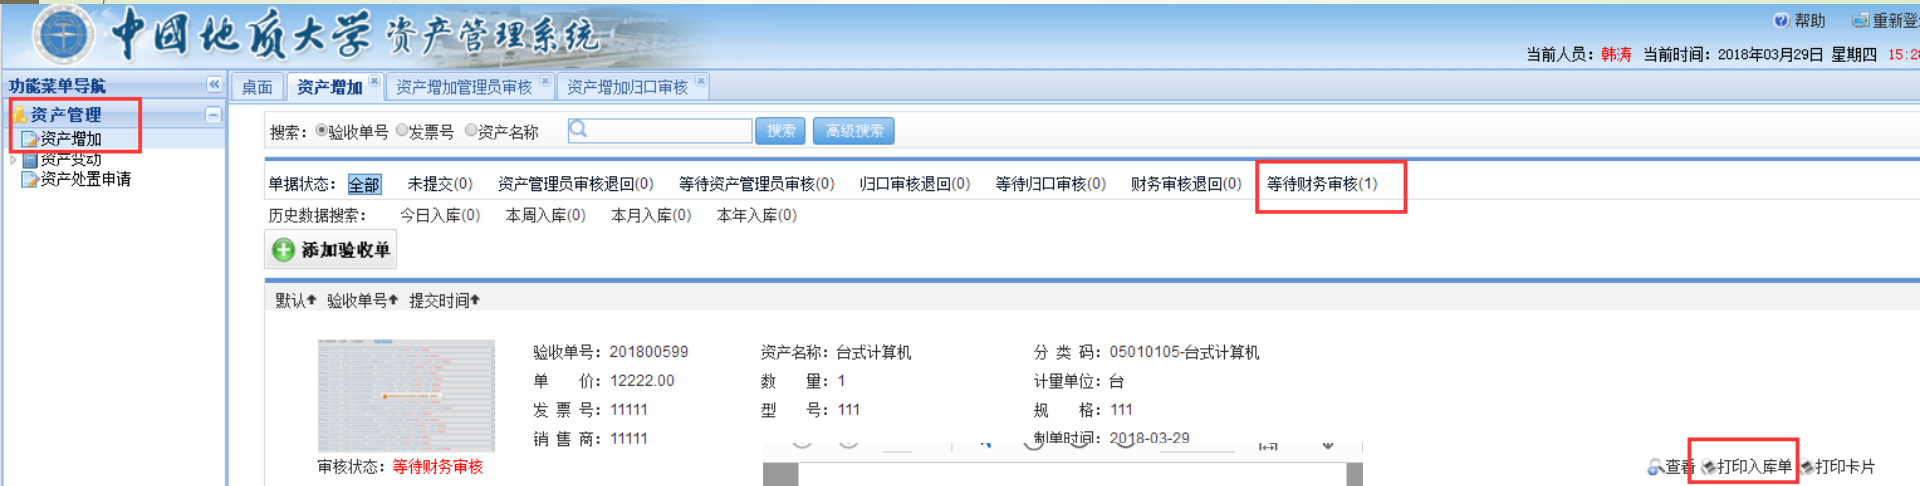 中国地质大学 资产管理系统
帮助 重新登
当前人员：韩涛 当前时间：2018年03月29日 星期四 15:2
功能菜单导航
桌面 资产增加 资产增加管理员审核 资产增加归口审核
资产管理
资产增加
资产变动
资产处置申请
搜索： 验收单号 发票号 资产名称 搜索 高级搜索
单据状态： 全部 未提交(0) 资产管理员审核退回(0) 等待资产管理员审核(0) 归口审核退回(0) 等待归口审核(0) 财务审核退回(0) 等待财务审核(1)
历史数据搜索： 今日入库(0) 本周入库(0) 本月入库(0) 本年入库(0)
添加验收单
默认 验收单号 提交时间
验收单号：201800599 资产名称：台式计算机 分 类 码：05010105-台式计算机
单 价：12222.00 数 量：1 计量单位：台
发 票 号：11111 型 号：111 规 格：111
销 售 商：11111 制单时间：2018-03-29
审核状态：等待财务审核 查看 打印入库单 打印卡片